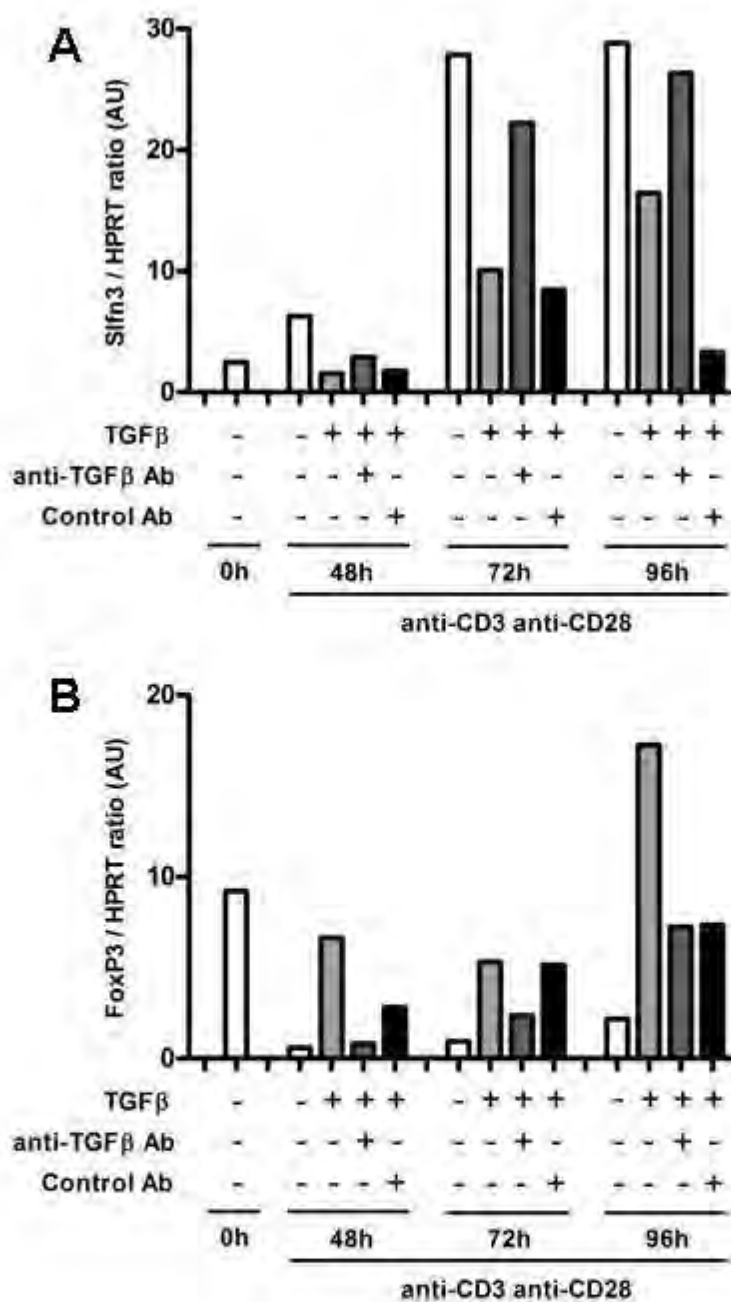 A
Slfn3 / HPRT ratio (AU)
30
20
10
0
TGFβ - - + + + - + + + - + + +
anti-TGFβ Ab - - - + - - - + - - - + -
Control Ab - - - - + - - - + - - - +
0h 48h 72h 96h
anti-CD3 anti-CD28
B
FoxP3 / HPRT ratio (AU)
20
10
0
TGFβ - - + + + - + + + - + + +
anti-TGFβ Ab - - - + - - - + - - - + -
Control Ab - - - - + - - - + - - - +
0h 48h 72h 96h
anti-CD3 anti-CD28